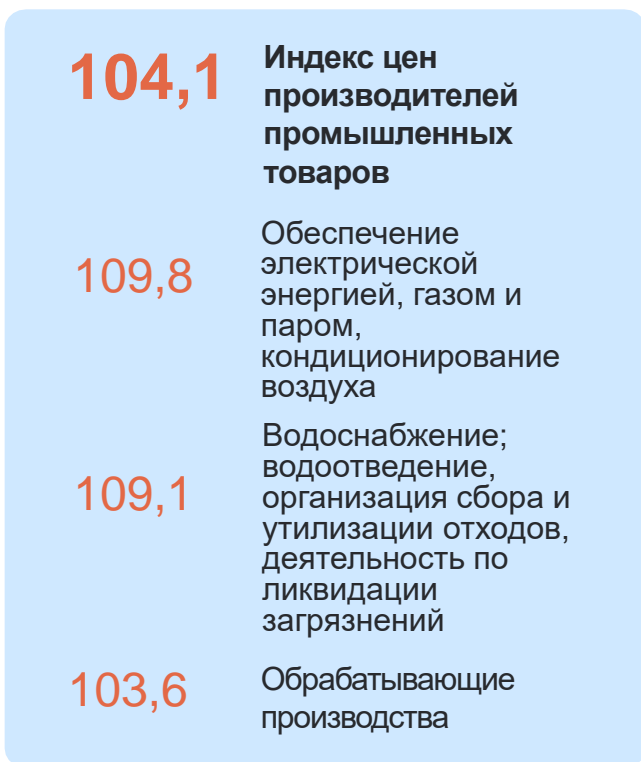 104,1
Индекс цен
производителей
промышленных
товаров
109,8
Обеспечение
электрической
энергией, газом и
паром,
кондиционирование
воздуха
109,1
Водоснабжение;
водоотведение,
организация сбора и
утилизации отходов,
деятельность по
ликвидации
загрязнений
103,6
Обрабатывающие
производства